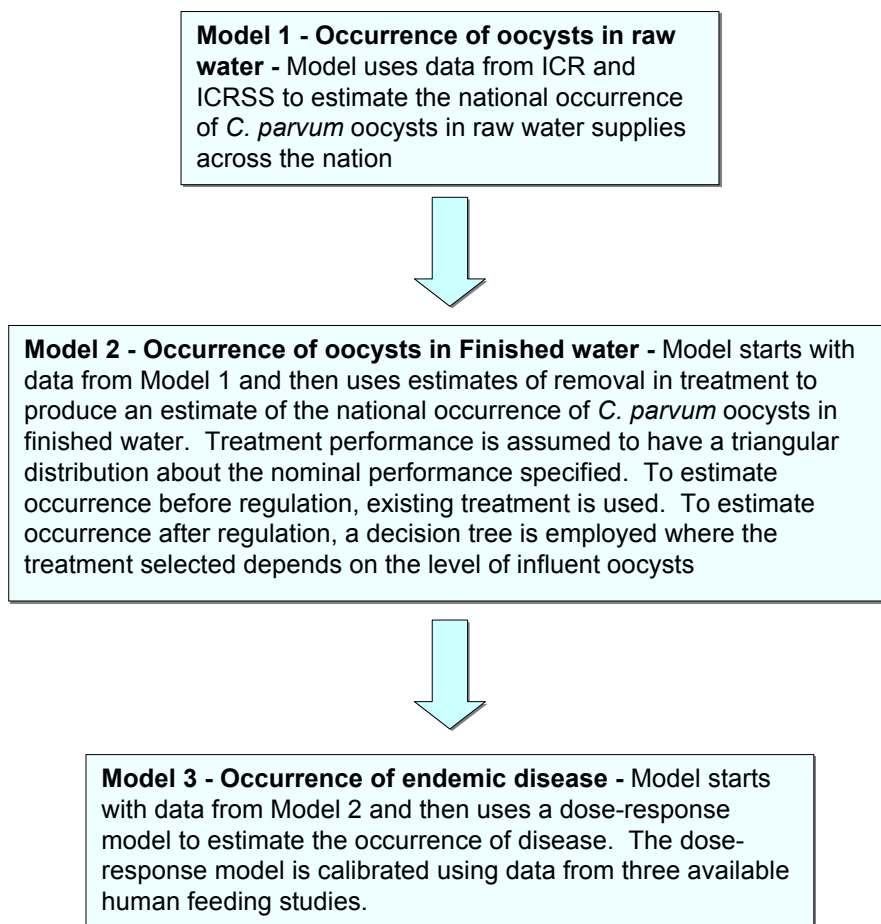 Model 1 - Occurrence of oocysts in raw
water - Model uses data from ICR and
ICRSS to estimate the national occurrence
of C. parvum oocysts in raw water supplies
across the nation
Model 2 - Occurrence of oocysts in Finished water - Model starts with
data from Model 1 and then uses estimates of removal in treatment to
produce an estimate of the national occurrence of C. parvum oocysts in
finished water.  Treatment performance is assumed to have a triangular
distribution about the nominal performance specified.  To estimate
occurrence before regulation, existing treatment is used.  To estimate
occurrence after regulation, a decision tree is employed where the
treatment selected depends on the level of influent oocysts
Model 3 - Occurrence of endemic disease - Model starts
with data from Model 2 and then uses a dose-response
model to estimate the occurrence of disease.  The dose-
response model is calibrated using data from three available
human feeding studies.